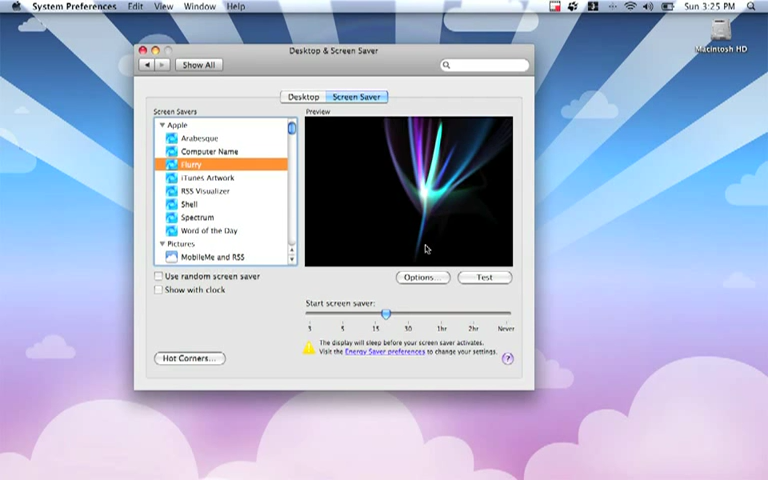 System Preferences Edit View Window Help
Sun 3:25 PM
Macintosh HD
Desktop & Screen Saver
Show All
Desktop Screen Saver
Screen Savers
Preview
Apple
Arabesque
Computer Name
Flurry
iTunes Artwork
RSS Visualizer
Shell
Spectrum
Word of the Day
Pictures
MobileMe and RSS
Use random screen saver
Show with clock
Options... Test
Start screen saver:
3 5 15 30 1hr 2hr Never
The display will sleep before your screen saver activates.
Visit the Energy Saver preferences to change your settings.
Hot Corners...
?